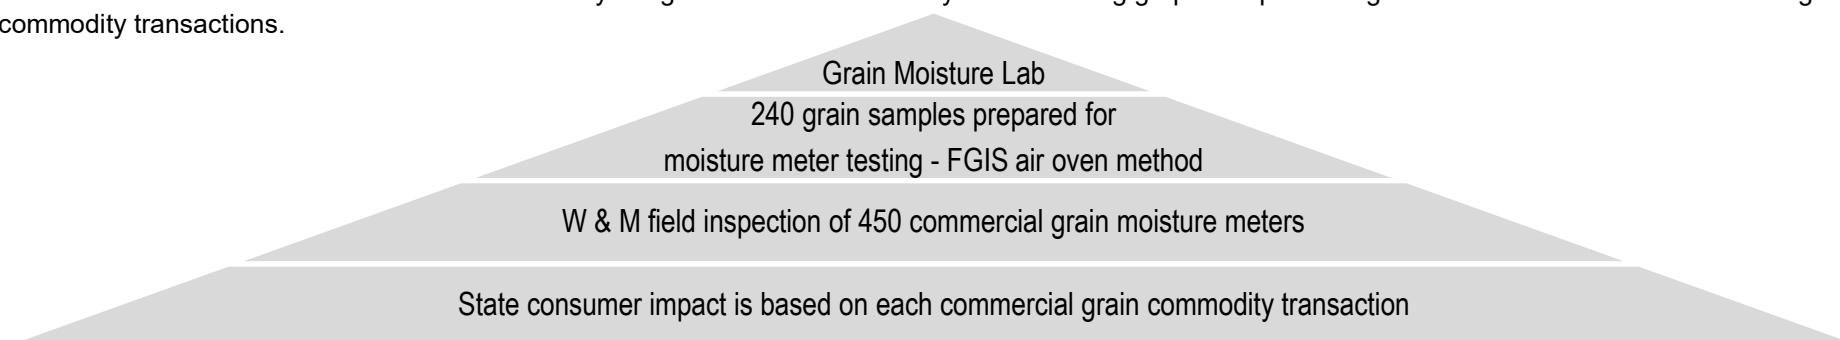 commodity transactions.
Grain Moisture Lab
240 grain samples prepared for
moisture meter testing - FGIS air oven method
W & M field inspection of 450 commercial grain moisture meters
State consumer impact is based on each commercial grain commodity transaction